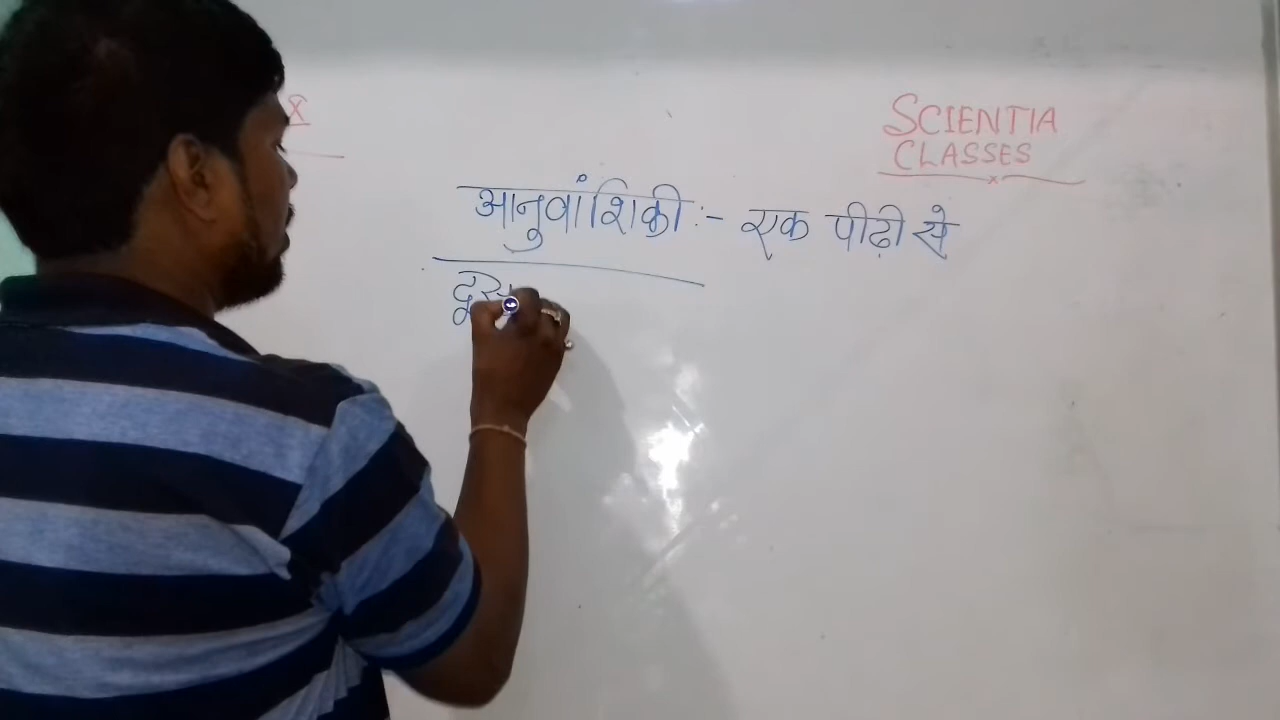 X
SCIENTIA
CLASSES
आनुवांशिकी :- एक पीढ़ी से